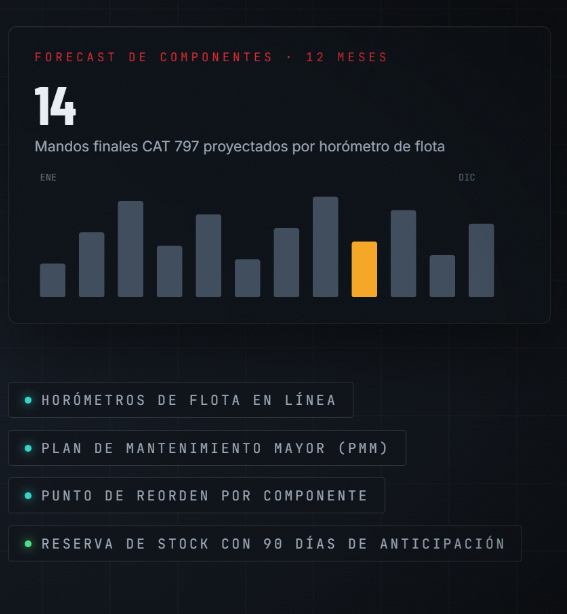 FORECAST DE COMPONENTES · 12 MESES
14
Mandos finales CAT 797 proyectados por horómetro de flota
ENE DIC
HORÓMETROS DE FLOTA EN LÍNEA
PLAN DE MANTENIMIENTO MAYOR (PMM)
PUNTO DE REORDEN POR COMPONENTE
RESERVA DE STOCK CON 90 DÍAS DE ANTICIPACIÓN